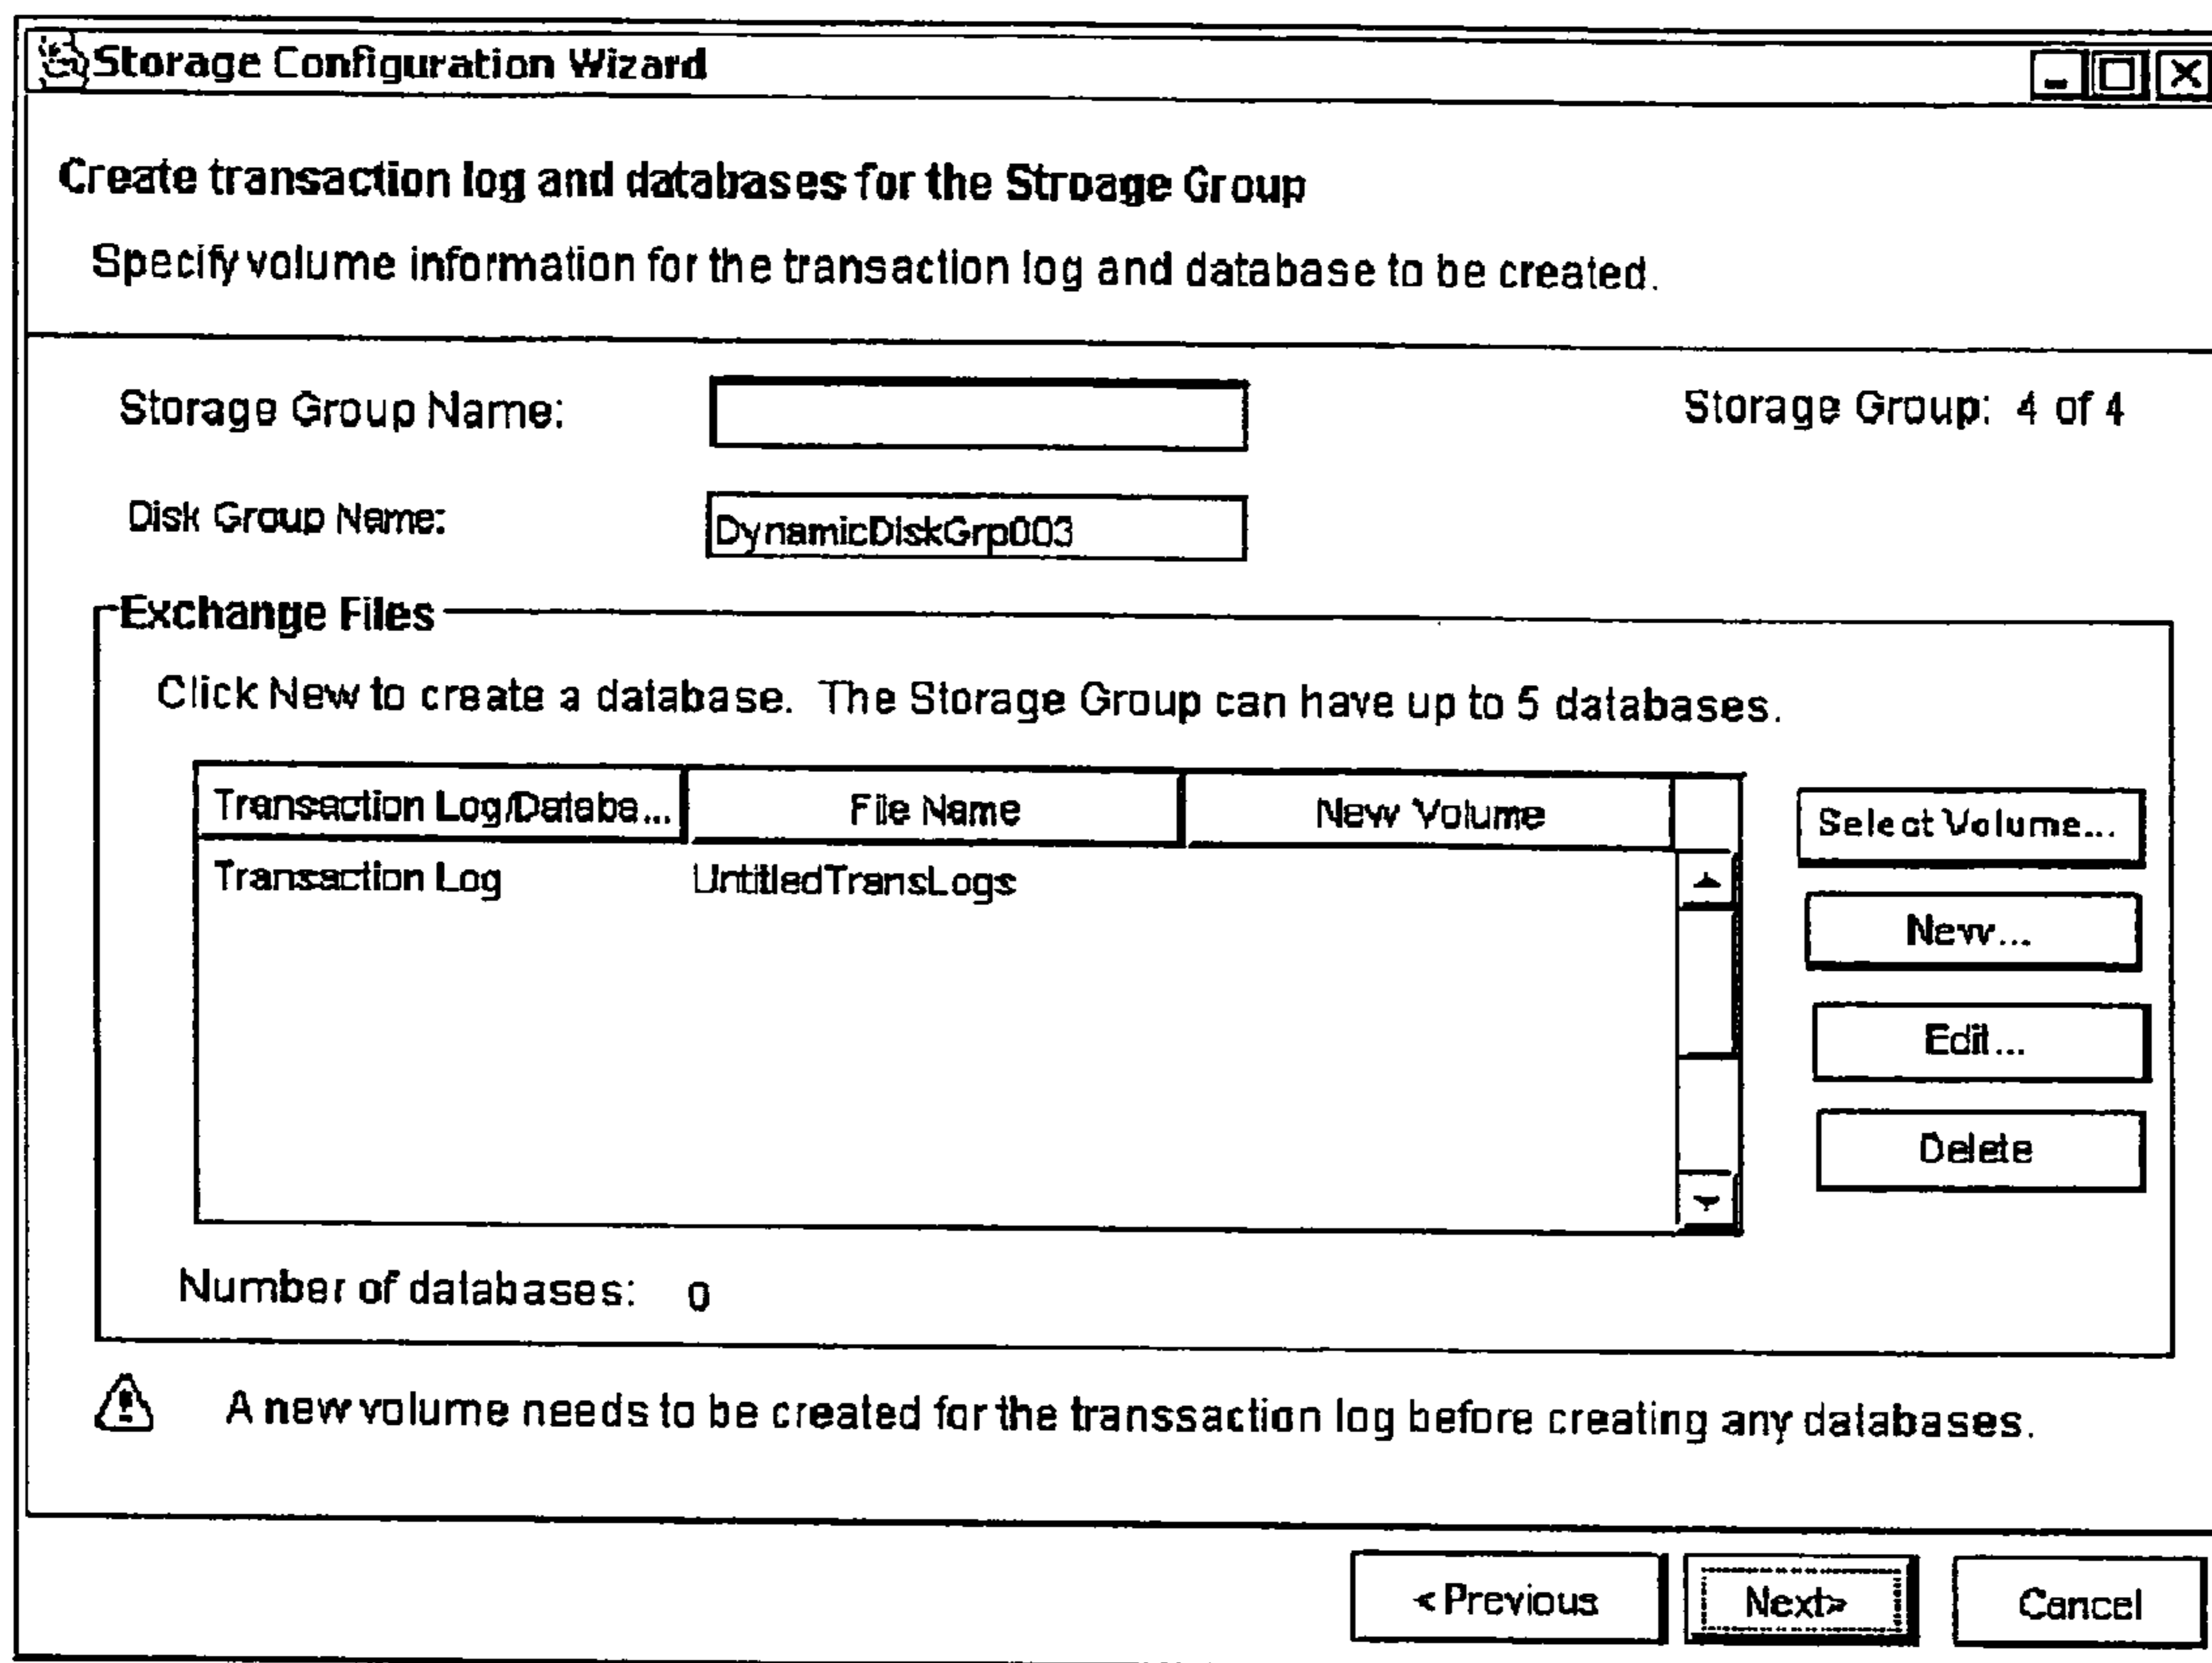 Storage Configuration Wizard
Create transaction log and databases for the Stroage Group
Specify volume information for the transaction log and database to be created.
Storage Group Name:
Storage Group: 4 of 4
Disk Group Name:
DynamicDiskGrp003
Exchange Files
Click New to create a database. The Storage Group can have up to 5 databases.
Transaction Log/Databa... File Name New Volume
Select Volume...
Transaction Log UntitledTransLogs
New...
Edit...
Delete
Number of databases: 0
A new volume needs to be created for the transsaction log before creating any databases.
< Previous Next> Cancel